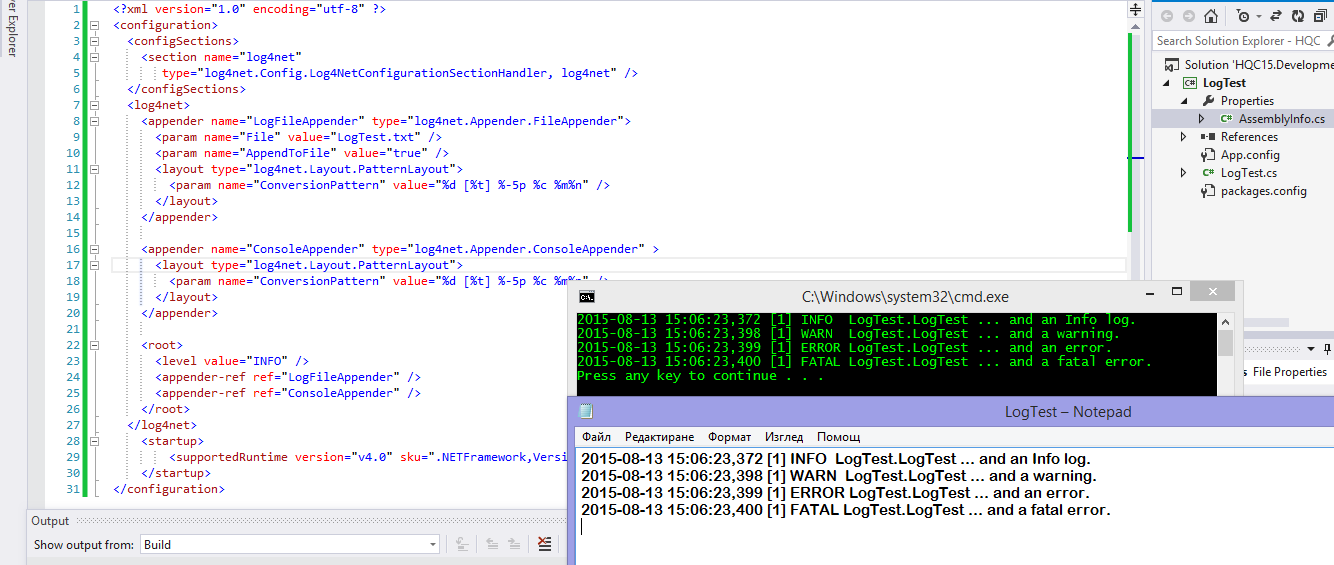 er Explorer
1 <?xml version="1.0" encoding="utf-8" ?>
2 <configuration>
3 <configSections>
4 <section name="log4net"
5 type="log4net.Config.Log4NetConfigurationSectionHandler, log4net" />
6 </configSections>
7 <log4net>
8 <appender name="LogFileAppender" type="log4net.Appender.FileAppender">
9 <param name="File" value="LogTest.txt" />
10 <param name="AppendToFile" value="true" />
11 <layout type="log4net.Layout.PatternLayout">
12 <param name="ConversionPattern" value="%d [%t] %-5p %c %m%n" />
13 </layout>
14 </appender>
15
16 <appender name="ConsoleAppender" type="log4net.Appender.ConsoleAppender" >
17 <layout type="log4net.Layout.PatternLayout">
18 <param name="ConversionPattern" value="%d [%t] %-5p %c %m%n" />
19 </layout>
20 </appender>
21
22 <root>
23 <level value="INFO" />
24 <appender-ref ref="LogFileAppender" />
25 <appender-ref ref="ConsoleAppender" />
26 </root>
27 </log4net>
28 <startup>
29 <supportedRuntime version="v4.0" sku=".NETFramework,Versi
30 </startup>
31 </configuration>
Output
Show output from: Build
Search Solution Explorer - HQC
Solution 'HQC15.Developme
C# LogTest
Properties
C# AssemblyInfo.cs
References
App.config
C# LogTest.cs
packages.config
s File Properties
C:\Windows\system32\cmd.exe
2015-08-13 15:06:23,372 [1] INFO  LogTest.LogTest ... and an Info log.
2015-08-13 15:06:23,398 [1] WARN  LogTest.LogTest ... and a warning.
2015-08-13 15:06:23,399 [1] ERROR LogTest.LogTest ... and an error.
2015-08-13 15:06:23,400 [1] FATAL LogTest.LogTest ... and a fatal error.
Press any key to continue . . .
LogTest – Notepad
Файл Редактиране Формат Изглед Помощ
2015-08-13 15:06:23,372 [1] INFO  LogTest.LogTest ... and an Info log.
2015-08-13 15:06:23,398 [1] WARN  LogTest.LogTest ... and a warning.
2015-08-13 15:06:23,399 [1] ERROR LogTest.LogTest ... and an error.
2015-08-13 15:06:23,400 [1] FATAL LogTest.LogTest ... and a fatal error.